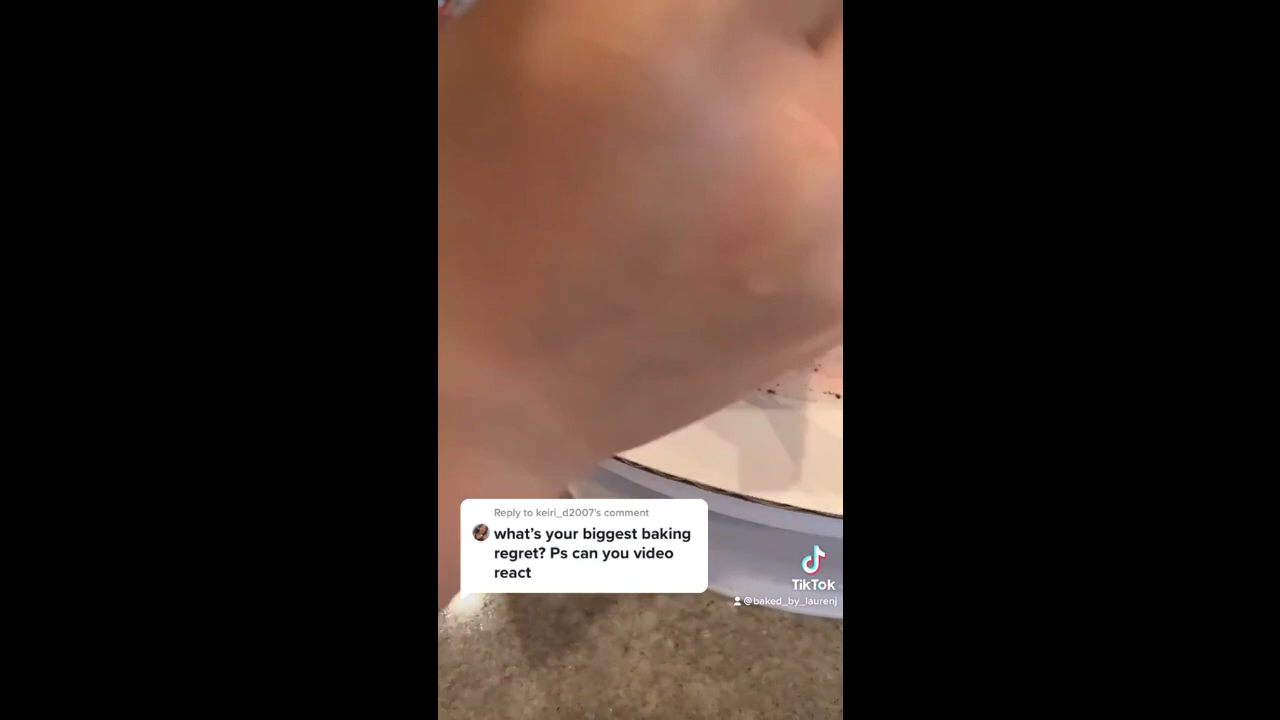 Reply to keiri_d2007's comment
what's your biggest baking
regret? Ps can you video
react
TikTok
@baked_by_laurenj